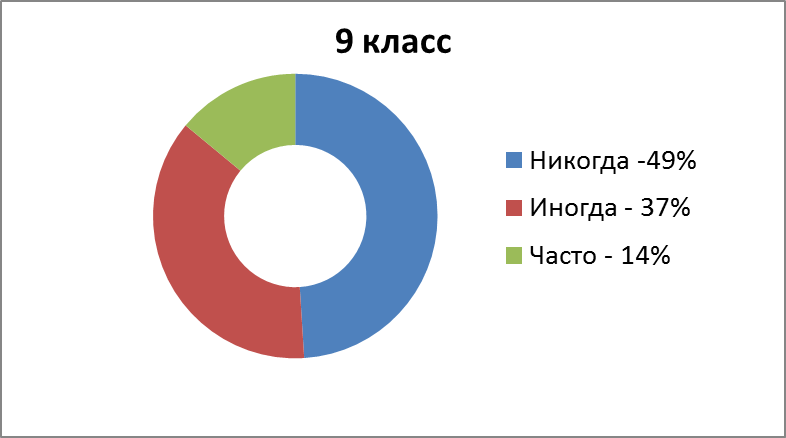 9 класс
Никогда -49%
Иногда - 37%
Часто - 14%